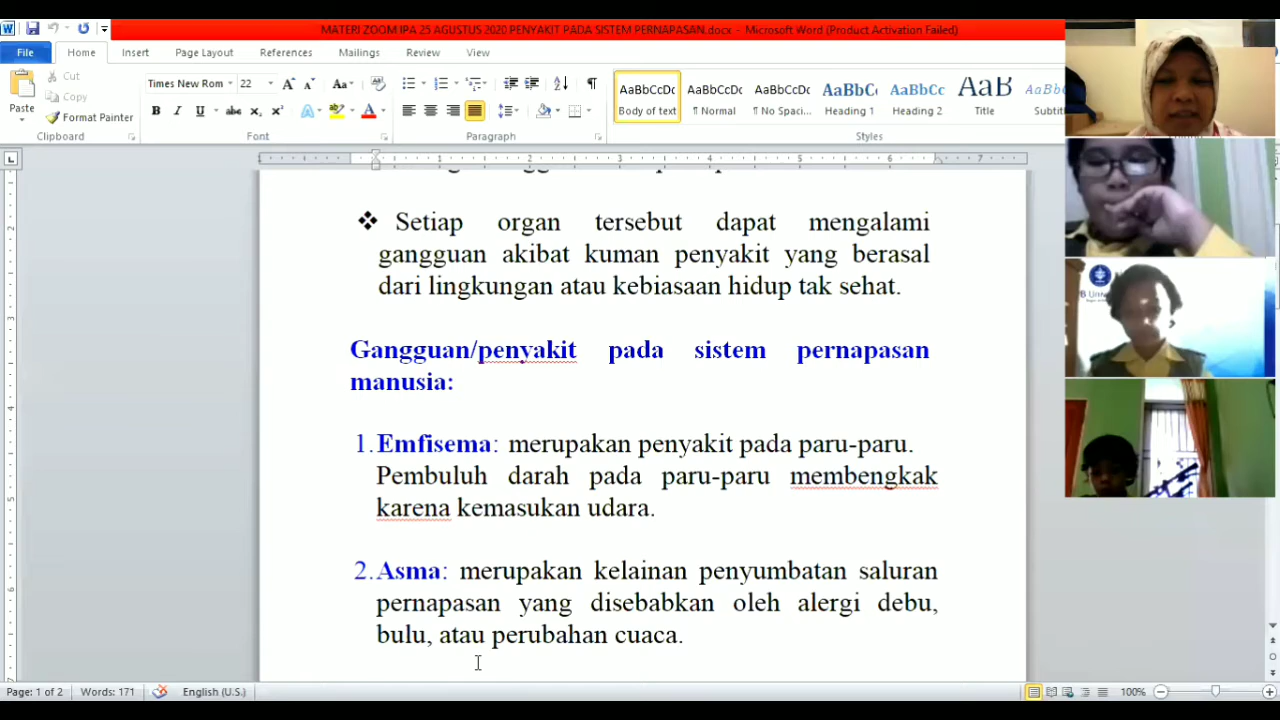 MATERI ZOOM IPA 25 AGUSTUS 2020 PENYAKIT PADA SISTEM PERNAPASAN.docx - Microsoft Word (Product Activation Failed)
File Home Insert Page Layout References Mailings Review View
Cut
Copy
Format Painter
Paste
Times New Rom 22
AaBbCcDc AaBbCcDc AaBbCcDc AaBbC AaBbCc AaB
Body of text ¶ Normal ¶ No Spaci... Heading 1 Heading 2 Title
Clipboard Font Paragraph Styles
❖ Setiap organ tersebut dapat mengalami
gangguan akibat kuman penyakit yang berasal
dari lingkungan atau kebiasaan hidup tak sehat.
Gangguan/penyakit pada sistem pernapasan
manusia:
1. Emfisema: merupakan penyakit pada paru-paru.
Pembuluh darah pada paru-paru membengkak
karena kemasukan udara.
2. Asma: merupakan kelainan penyumbatan saluran
pernapasan yang disebabkan oleh alergi debu,
bulu, atau perubahan cuaca.
Page: 1 of 2 Words: 171 English (U.S.) 100%